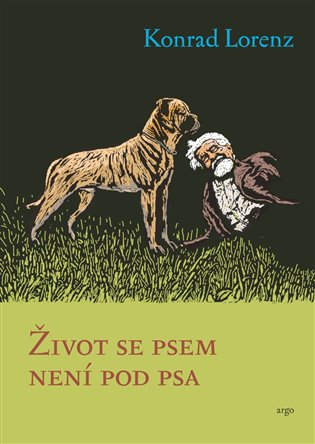 Konrad Lorenz
Život se psem
není pod psa
argo